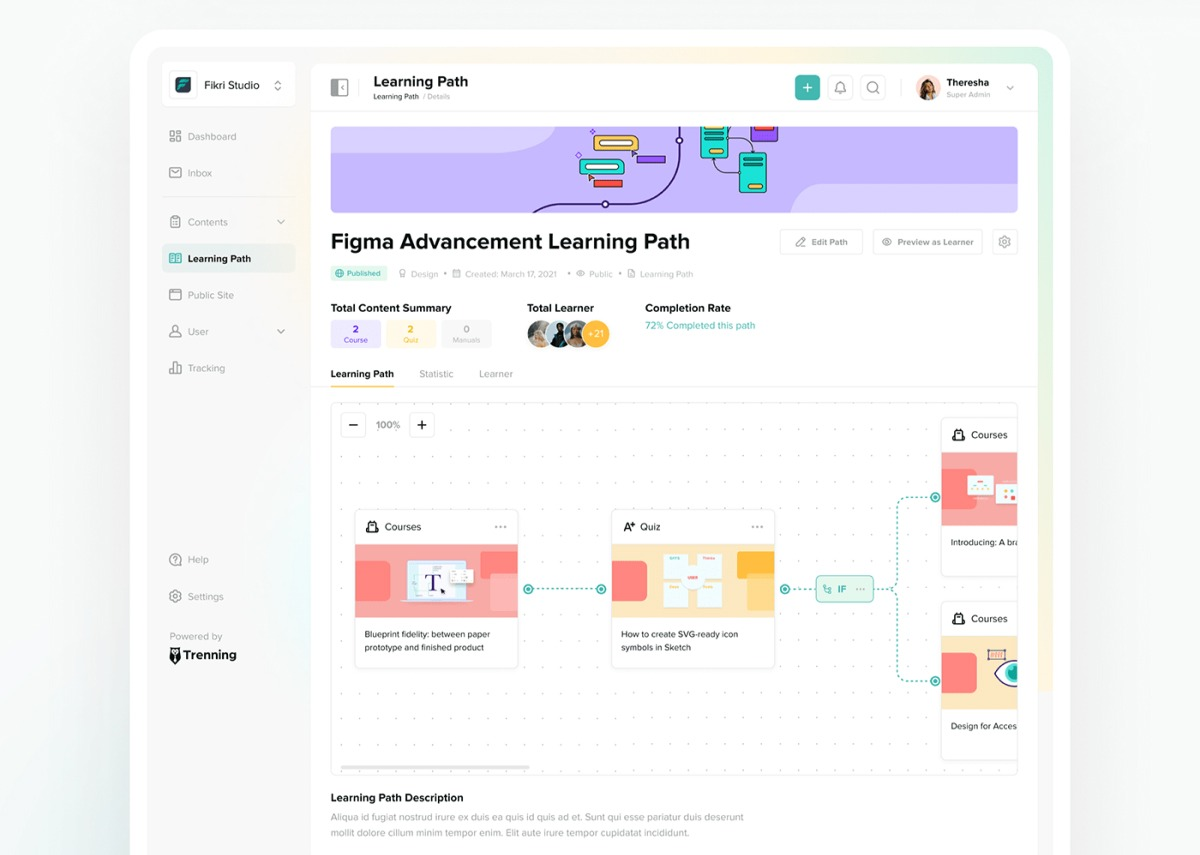 Fikri Studio
Dashboard
Inbox
Contents
Learning Path
Public Site
User
Tracking
Help
Settings
Powered by
Trenning
Learning Path
Learning Path / Details
Theresha
Super Admin
Figma Advancement Learning Path
Edit Path
Preview as Learner
Published
Design • Created: March 17, 2021 • Public • Learning Path
Total Content Summary
2
Course
2
Quiz
0
Manuals
Total Learner
+21
Completion Rate
72% Completed this path
Learning Path
Statistic
Learner
100%
Courses
T
Blueprint fidelity: between paper
prototype and finished product
A+ Quiz
USER
How to create SVG-ready icon
symbols in Sketch
IF
Courses
Introducing: A bra
Courses
Design for Acces
Learning Path Description
Aliqua id fugiat nostrud irure ex duis ea quis id quis ad et. Sunt qui esse pariatur duis deserunt
mollit dolore cillum minim tempor enim. Elit aute irure tempor cupidatat incididunt.